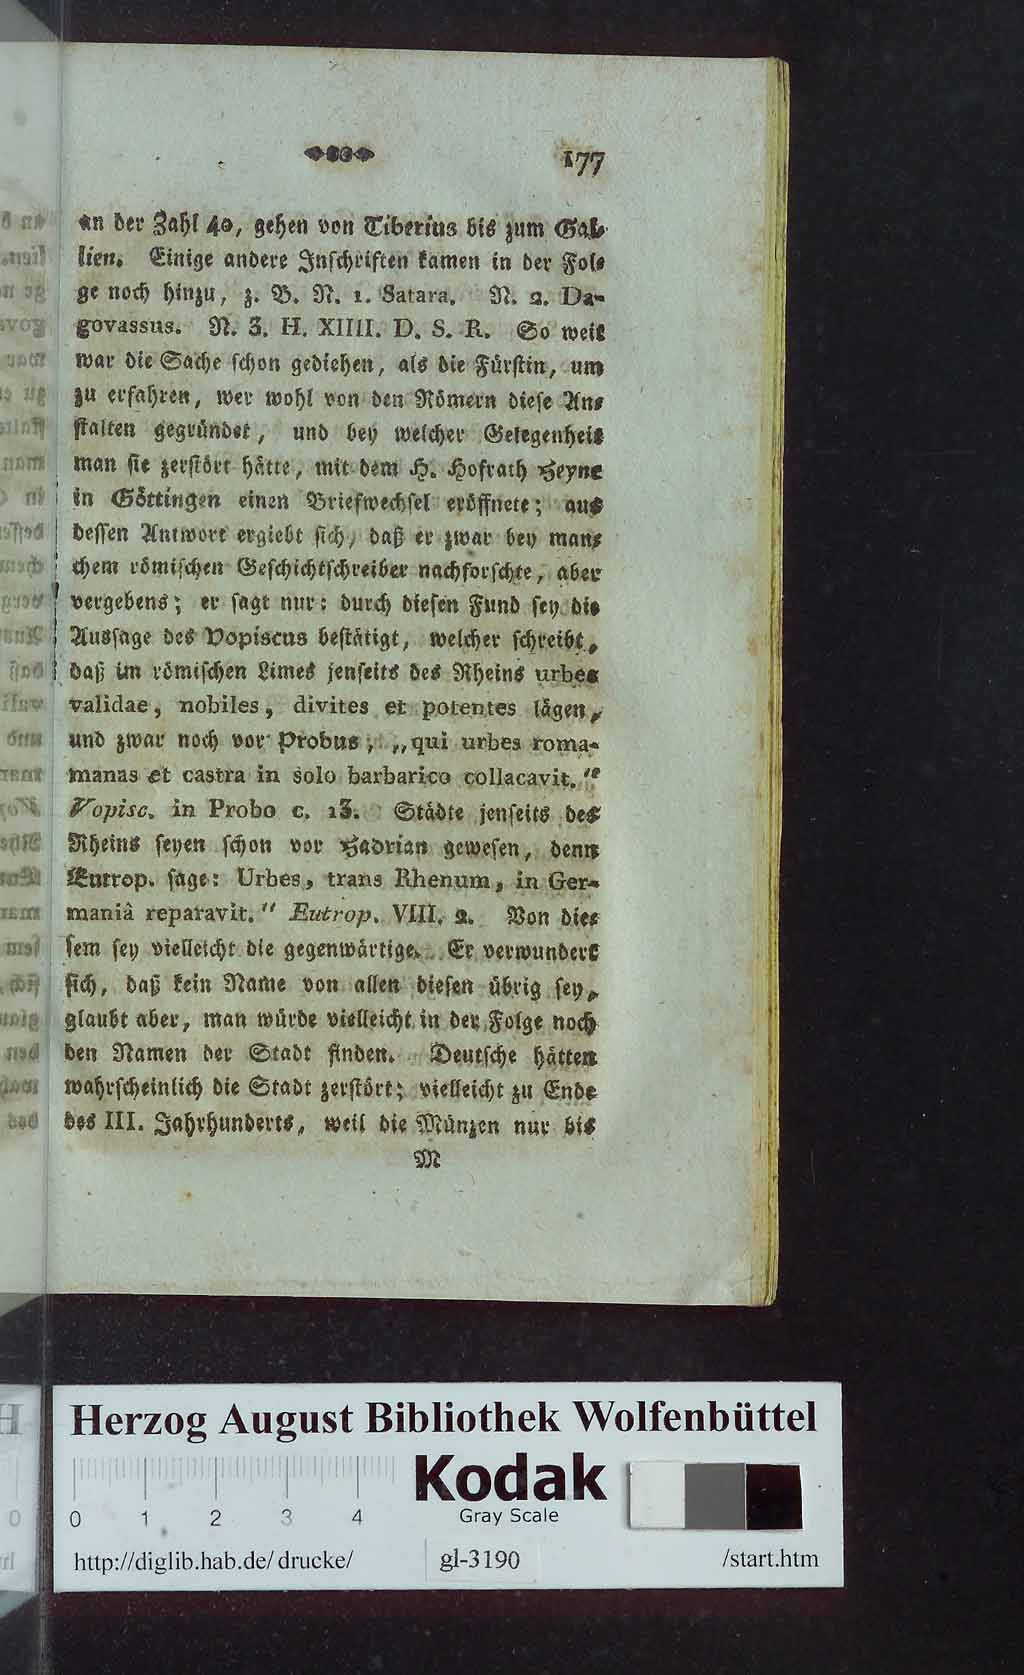 177
an der Zahl 40, gehen von Tiberius bis zum Gal-
lien. Einige andere Inschriften kamen in der Fol-
ge noch hinzu, z. B. N. 1. Satara. N. 2. Da-
govassus. N. 3. H. XIIII. D. S. R. So weit
war die Sache schon gediehen, als die Fürstin, um
zu erfahren, wer wohl von den Römern diese An-
stalten gegründet, und bey welcher Gelegenheit
man sie zerstört hätte, mit dem H. Hofrath Heyne
in Göttingen einen Briefwechsel eröffnete; aus
dessen Antwort ergiebt sich, daß er zwar bey man-
chem römischen Geschichtschreiber nachforschte, aber
vergebens; er sagt nur: durch diesen Fund sey die
Aussage des Vopiscus bestätigt, welcher schreibt,
daß im römischen Limes jenseits des Rheins urbes
validae, nobiles, divites et potentes lägen,
und zwar noch vor Probus, „qui urbes roma-
manas et castra in solo barbarico collacavit.“
Vopisc. in Probo c. 13. Städte jenseits des
Rheins seyen schon vor Hadrian gewesen, denn
Eutrop. sage: Urbes, trans Rhenum, in Ger-
maniâ reparavit.“ Eutrop. VIII. 2. Von die-
sem sey vielleicht die gegenwärtige. Er verwundert
sich, daß kein Name von allen diesen übrig sey,
glaubt aber, man würde vielleicht in der Folge noch
den Namen der Stadt finden. Deutsche hätten
wahrscheinlich die Stadt zerstört; vielleicht zu Ende
des III. Jahrhunderts, weil die Münzen nur bis
M
Herzog August Bibliothek Wolfenbüttel
Kodak
Gray Scale
0 1 2 3 4
http://diglib.hab.de/drucke/ gl-3190 /start.htm